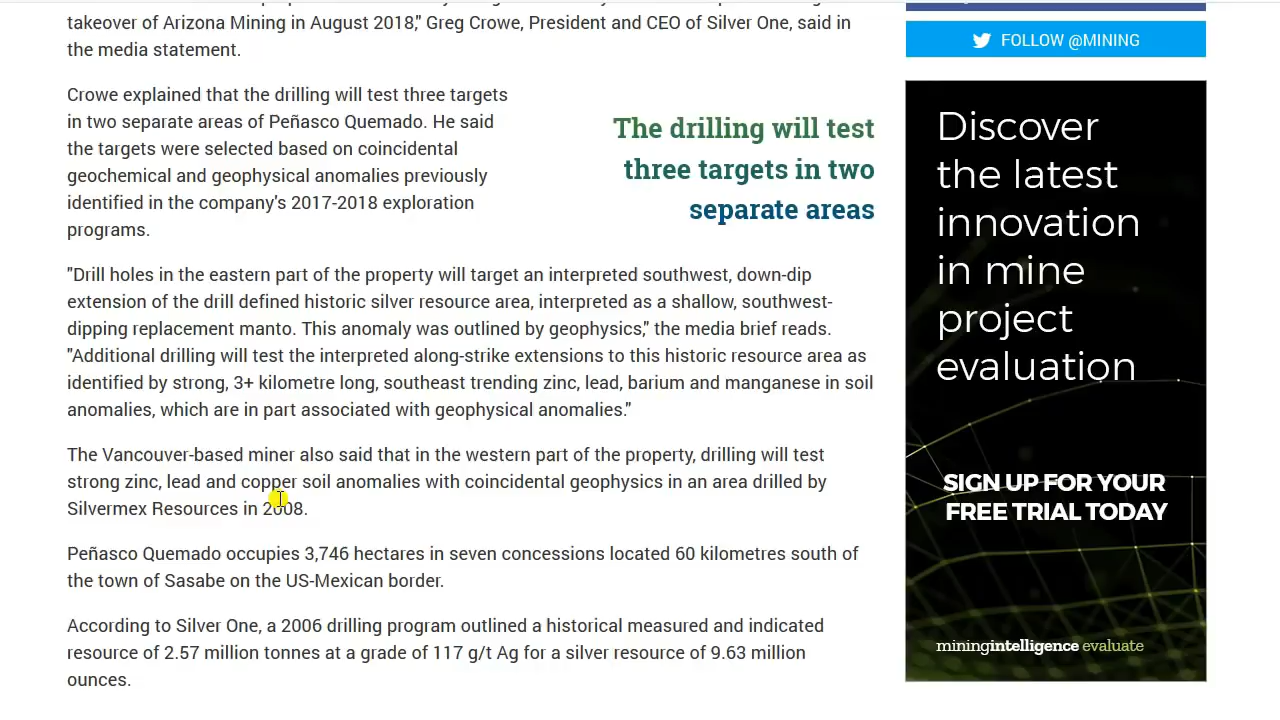 takeover of Arizona Mining in August 2018," Greg Crowe, President and CEO of Silver One, said in
the media statement.
Crowe explained that the drilling will test three targets
in two separate areas of Peñasco Quemado. He said
the targets were selected based on coincidental
geochemical and geophysical anomalies previously
identified in the company's 2017-2018 exploration
programs.
The drilling will test
three targets in two
separate areas
"Drill holes in the eastern part of the property will target an interpreted southwest, down-dip
extension of the drill defined historic silver resource area, interpreted as a shallow, southwest-
dipping replacement manto. This anomaly was outlined by geophysics," the media brief reads.
"Additional drilling will test the interpreted along-strike extensions to this historic resource area as
identified by strong, 3+ kilometre long, southeast trending zinc, lead, barium and manganese in soil
anomalies, which are in part associated with geophysical anomalies."
The Vancouver-based miner also said that in the western part of the property, drilling will test
strong zinc, lead and copper soil anomalies with coincidental geophysics in an area drilled by
Silvermex Resources in 2008.
Peñasco Quemado occupies 3,746 hectares in seven concessions located 60 kilometres south of
the town of Sasabe on the US-Mexican border.
According to Silver One, a 2006 drilling program outlined a historical measured and indicated
resource of 2.57 million tonnes at a grade of 117 g/t Ag for a silver resource of 9.63 million
ounces.
FOLLOW @MINING
Discover
the latest
innovation
in mine
project
evaluation
SIGN UP FOR YOUR
FREE TRIAL TODAY
miningintelligence evaluate